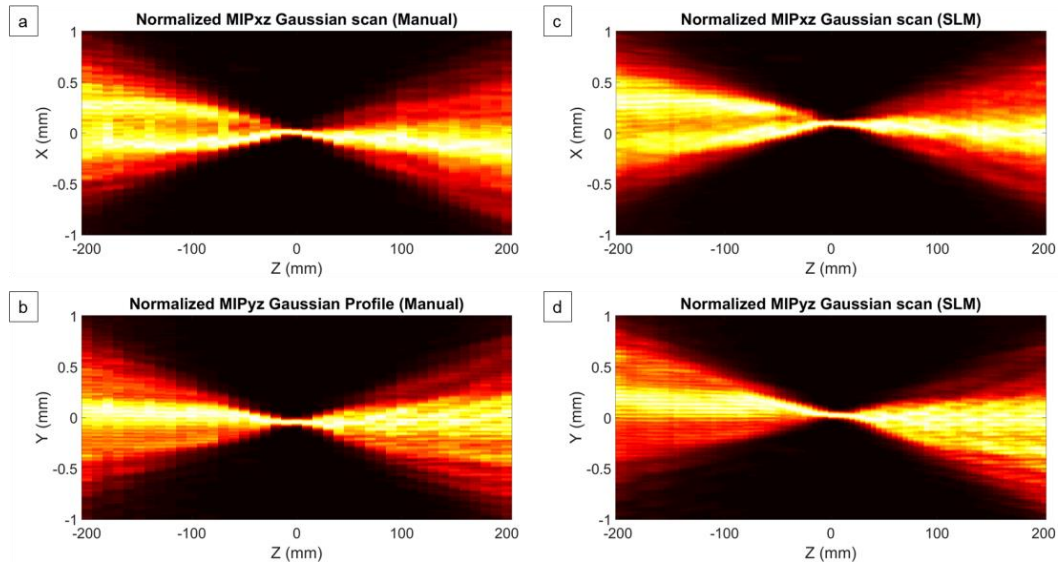 a
Normalized MIPxz Gaussian scan (Manual)
1
0.5
0
-0.5
-1
X (mm)
-200 -100 0 100 200
Z (mm)
c
Normalized MIPxz Gaussian scan (SLM)
1
0.5
0
-0.5
-1
X (mm)
-200 -100 0 100 200
Z (mm)
b
Normalized MIPyz Gaussian Profile (Manual)
1
0.5
0
-0.5
-1
Y (mm)
-200 -100 0 100 200
Z (mm)
d
Normalized MIPyz Gaussian scan (SLM)
1
0.5
0
-0.5
-1
Y (mm)
-200 -100 0 100 200
Z (mm)